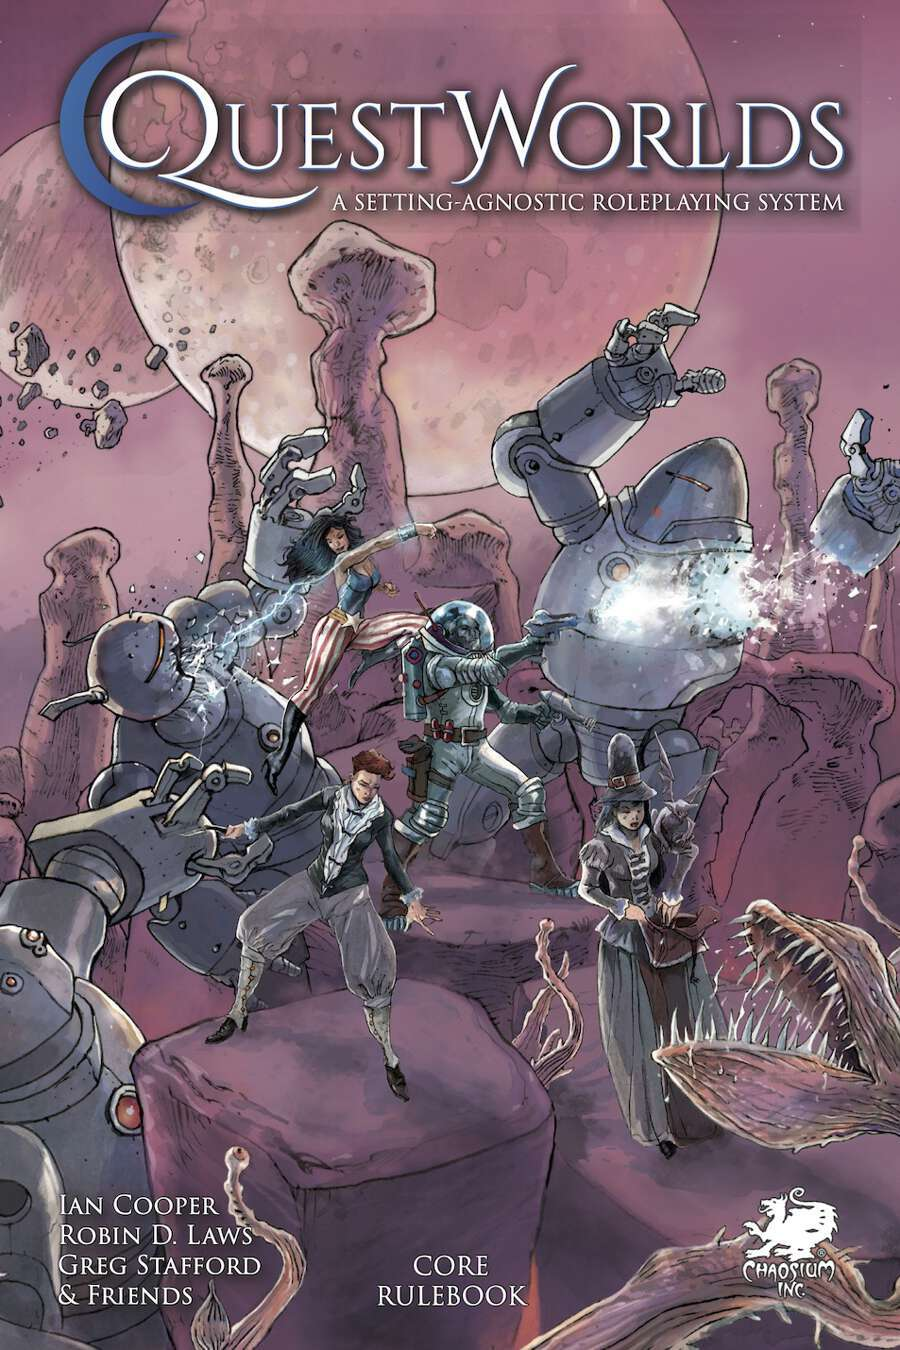 QUESTWORLDS
A SETTING-AGNOSTIC ROLEPLAYING SYSTEM
IAN COOPER
ROBIN D. LAWS
GREG STAFFORD
& FRIENDS
CORE
RULEBOOK
CHAOSIUM
INC.
®